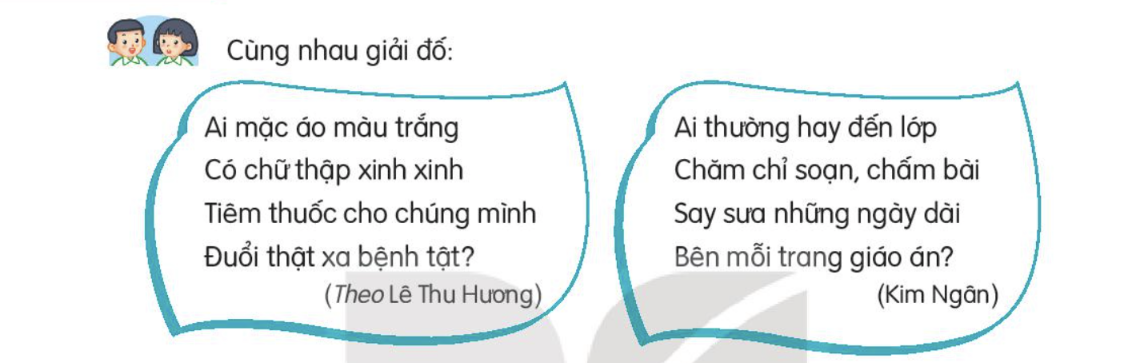 Cùng nhau giải đố:
Ai mặc áo màu trắng
Có chữ thập xinh xinh
Tiêm thuốc cho chúng mình
Đuổi thật xa bệnh tật?
(Theo Lê Thu Hương)
Ai thường hay đến lớp
Chăm chỉ soạn, chấm bài
Say sưa những ngày dài
Bên mỗi trang giáo án?
(Kim Ngân)